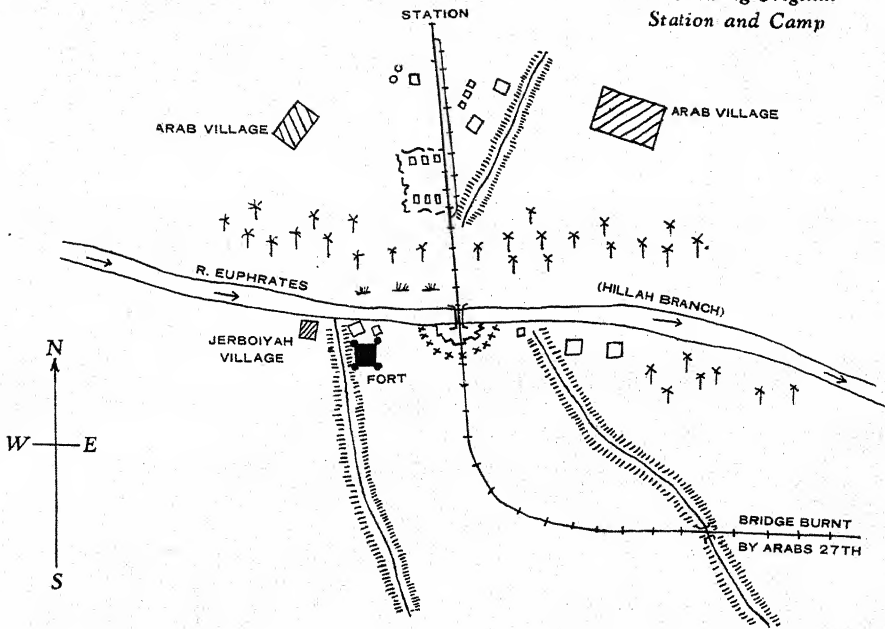 Station and Camp
STATION
ARAB VILLAGE
ARAB VILLAGE
R. EUPHRATES
(HILLAH BRANCH)
JERBOIYAH
VILLAGE
FORT
N
W E
S
BRIDGE BURNT
BY ARABS 27TH